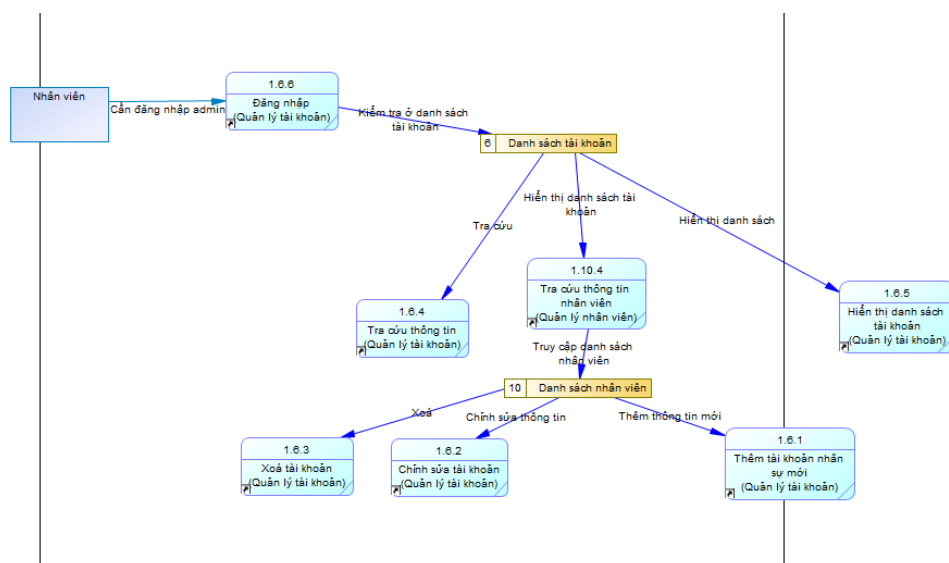 Nhân viên
Cần đăng nhập admin
1.6.6
Đăng nhập
(Quản lý tài khoản)
Kiểm tra ở danh sách
tài khoản
6 Danh sách tài khoản
Tra cứu
Hiển thị danh sách tài
khoản
Hiển thị danh sách
1.6.4
Tra cứu thông tin
(Quản lý tài khoản)
1.10.4
Tra cứu thông tin
nhân viên
(Quản lý nhân viên)
1.6.5
Hiển thị danh sách
tài khoản
(Quản lý tài khoản)
Truy cập danh sách
nhân viên
10 Danh sách nhân viên
Xoá
Chỉnh sửa thông tin
Thêm thông tin mới
1.6.3
Xoá tài khoản
(Quản lý tài khoản)
1.6.2
Chỉnh sửa tài khoản
(Quản lý tài khoản)
1.6.1
Thêm tài khoản nhân
sự mới
(Quản lý tài khoản)